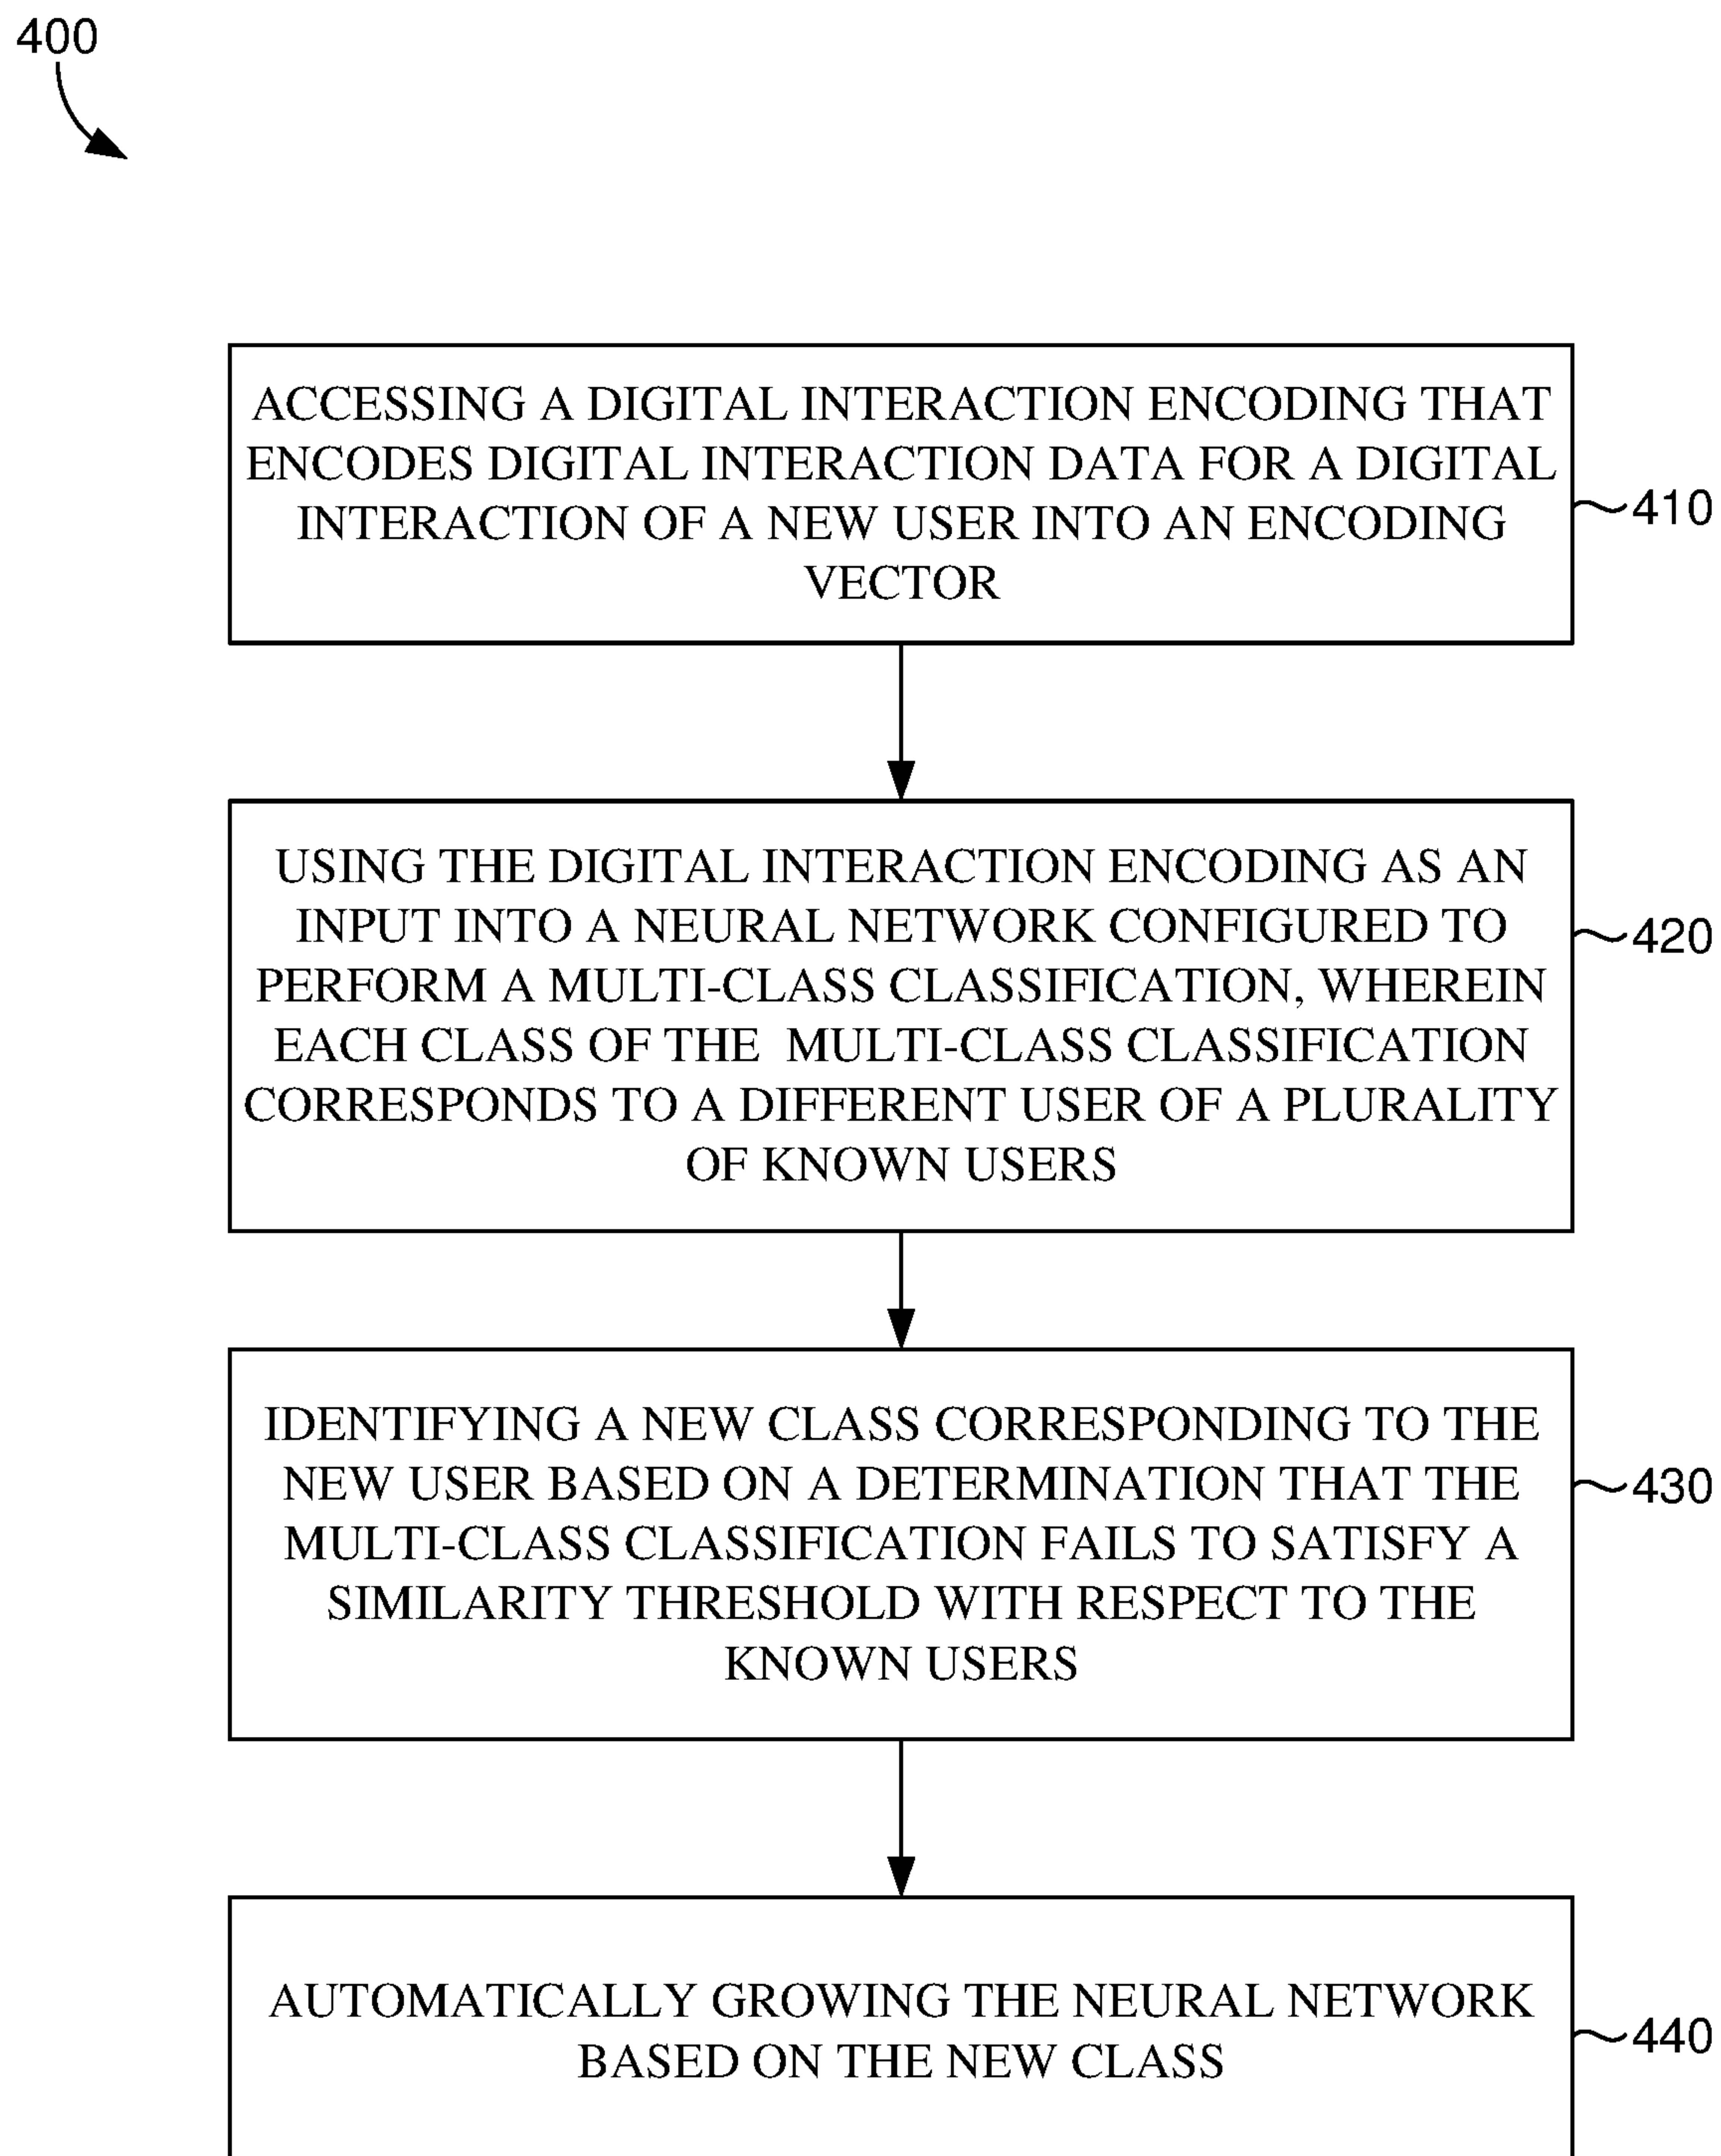 400
ACCESSING A DIGITAL INTERACTION ENCODING THAT
ENCODES DIGITAL INTERACTION DATA FOR A DIGITAL
INTERACTION OF A NEW USER INTO AN ENCODING
VECTOR
410
USING THE DIGITAL INTERACTION ENCODING AS AN
INPUT INTO A NEURAL NETWORK CONFIGURED TO
PERFORM A MULTI-CLASS CLASSIFICATION, WHEREIN
EACH CLASS OF THE MULTI-CLASS CLASSIFICATION
CORRESPONDS TO A DIFFERENT USER OF A PLURALITY
OF KNOWN USERS
420
IDENTIFYING A NEW CLASS CORRESPONDING TO THE
NEW USER BASED ON A DETERMINATION THAT THE
MULTI-CLASS CLASSIFICATION FAILS TO SATISFY A
SIMILARITY THRESHOLD WITH RESPECT TO THE
KNOWN USERS
430
AUTOMATICALLY GROWING THE NEURAL NETWORK
BASED ON THE NEW CLASS
440